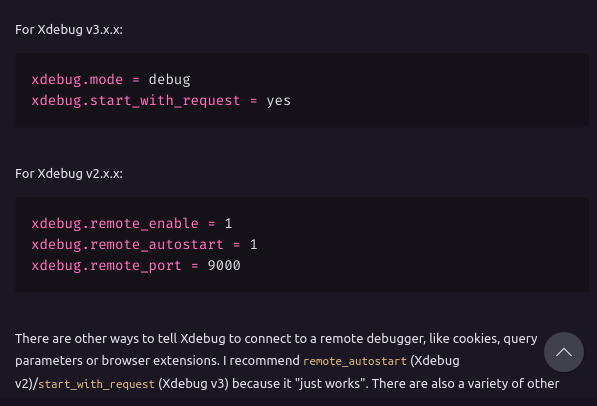 For Xdebug v3.x.x:
xdebug.mode = debug
xdebug.start_with_request = yes
For Xdebug v2.x.x:
xdebug.remote_enable = 1
xdebug.remote_autostart = 1
xdebug.remote_port = 9000
There are other ways to tell Xdebug to connect to a remote debugger, like cookies, query
parameters or browser extensions. I recommend remote_autostart (Xdebug
v2)/start_with_request (Xdebug v3) because it "just works". There are also a variety of other